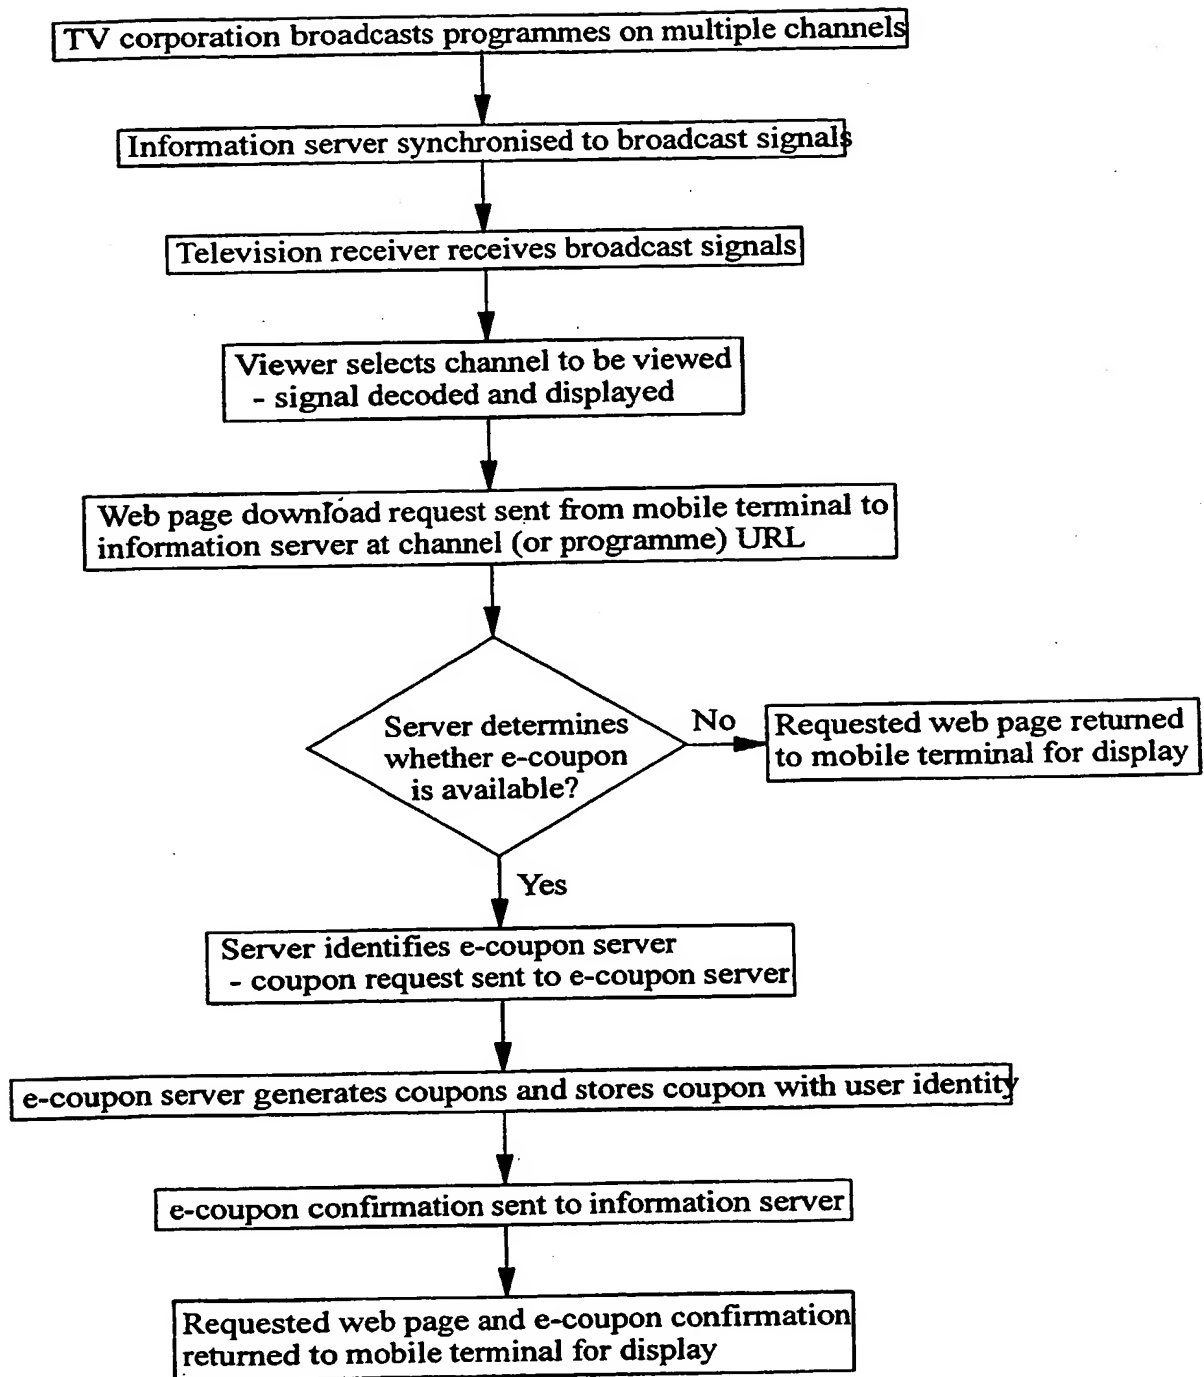 TV corporation broadcasts programmes on multiple channels
Information server synchronised to broadcast signals
Television receiver receives broadcast signals
Viewer selects channel to be viewed
- signal decoded and displayed
Web page download request sent from mobile terminal to
information server at channel (or programme) URL
Server determines
whether e-coupon
is available?
No
Requested web page returned
to mobile terminal for display
Yes
Server identifies e-coupon server
- coupon request sent to e-coupon server
e-coupon server generates coupons and stores coupon with user identity
e-coupon confirmation sent to information server
Requested web page and e-coupon confirmation
returned to mobile terminal for display